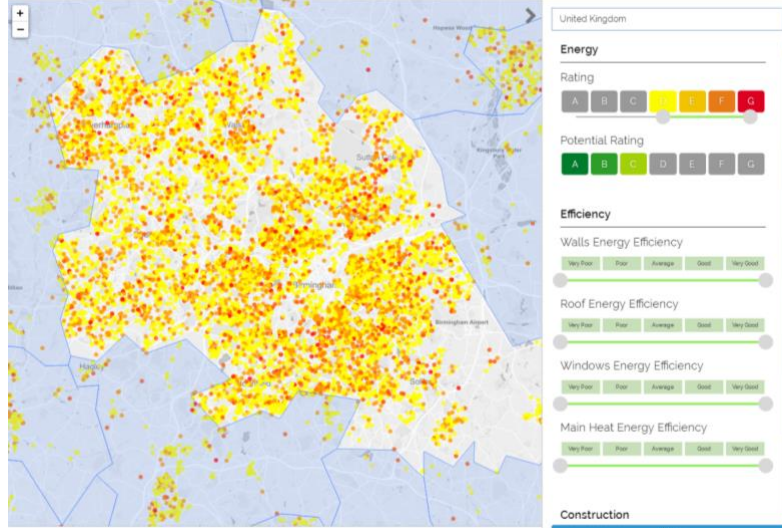 +
−
Walsall
Birmingham
Birmingham Airport
United Kingdom
Energy
Rating
A B C D E F G
Potential Rating
A B C D E F G
Efficiency
Walls Energy Efficiency
Very Poor Poor Average Good Very Good
Roof Energy Efficiency
Very Poor Poor Average Good Very Good
Windows Energy Efficiency
Very Poor Poor Average Good Very Good
Main Heat Energy Efficiency
Very Poor Poor Average Good Very Good
Construction